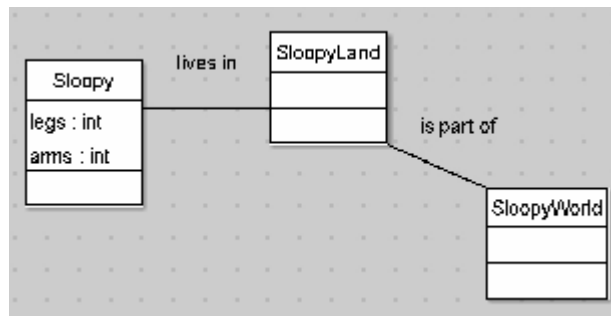 Sloopy
legs : int
arms : int
lives in
SloopyLand
is part of
SloopyWorld